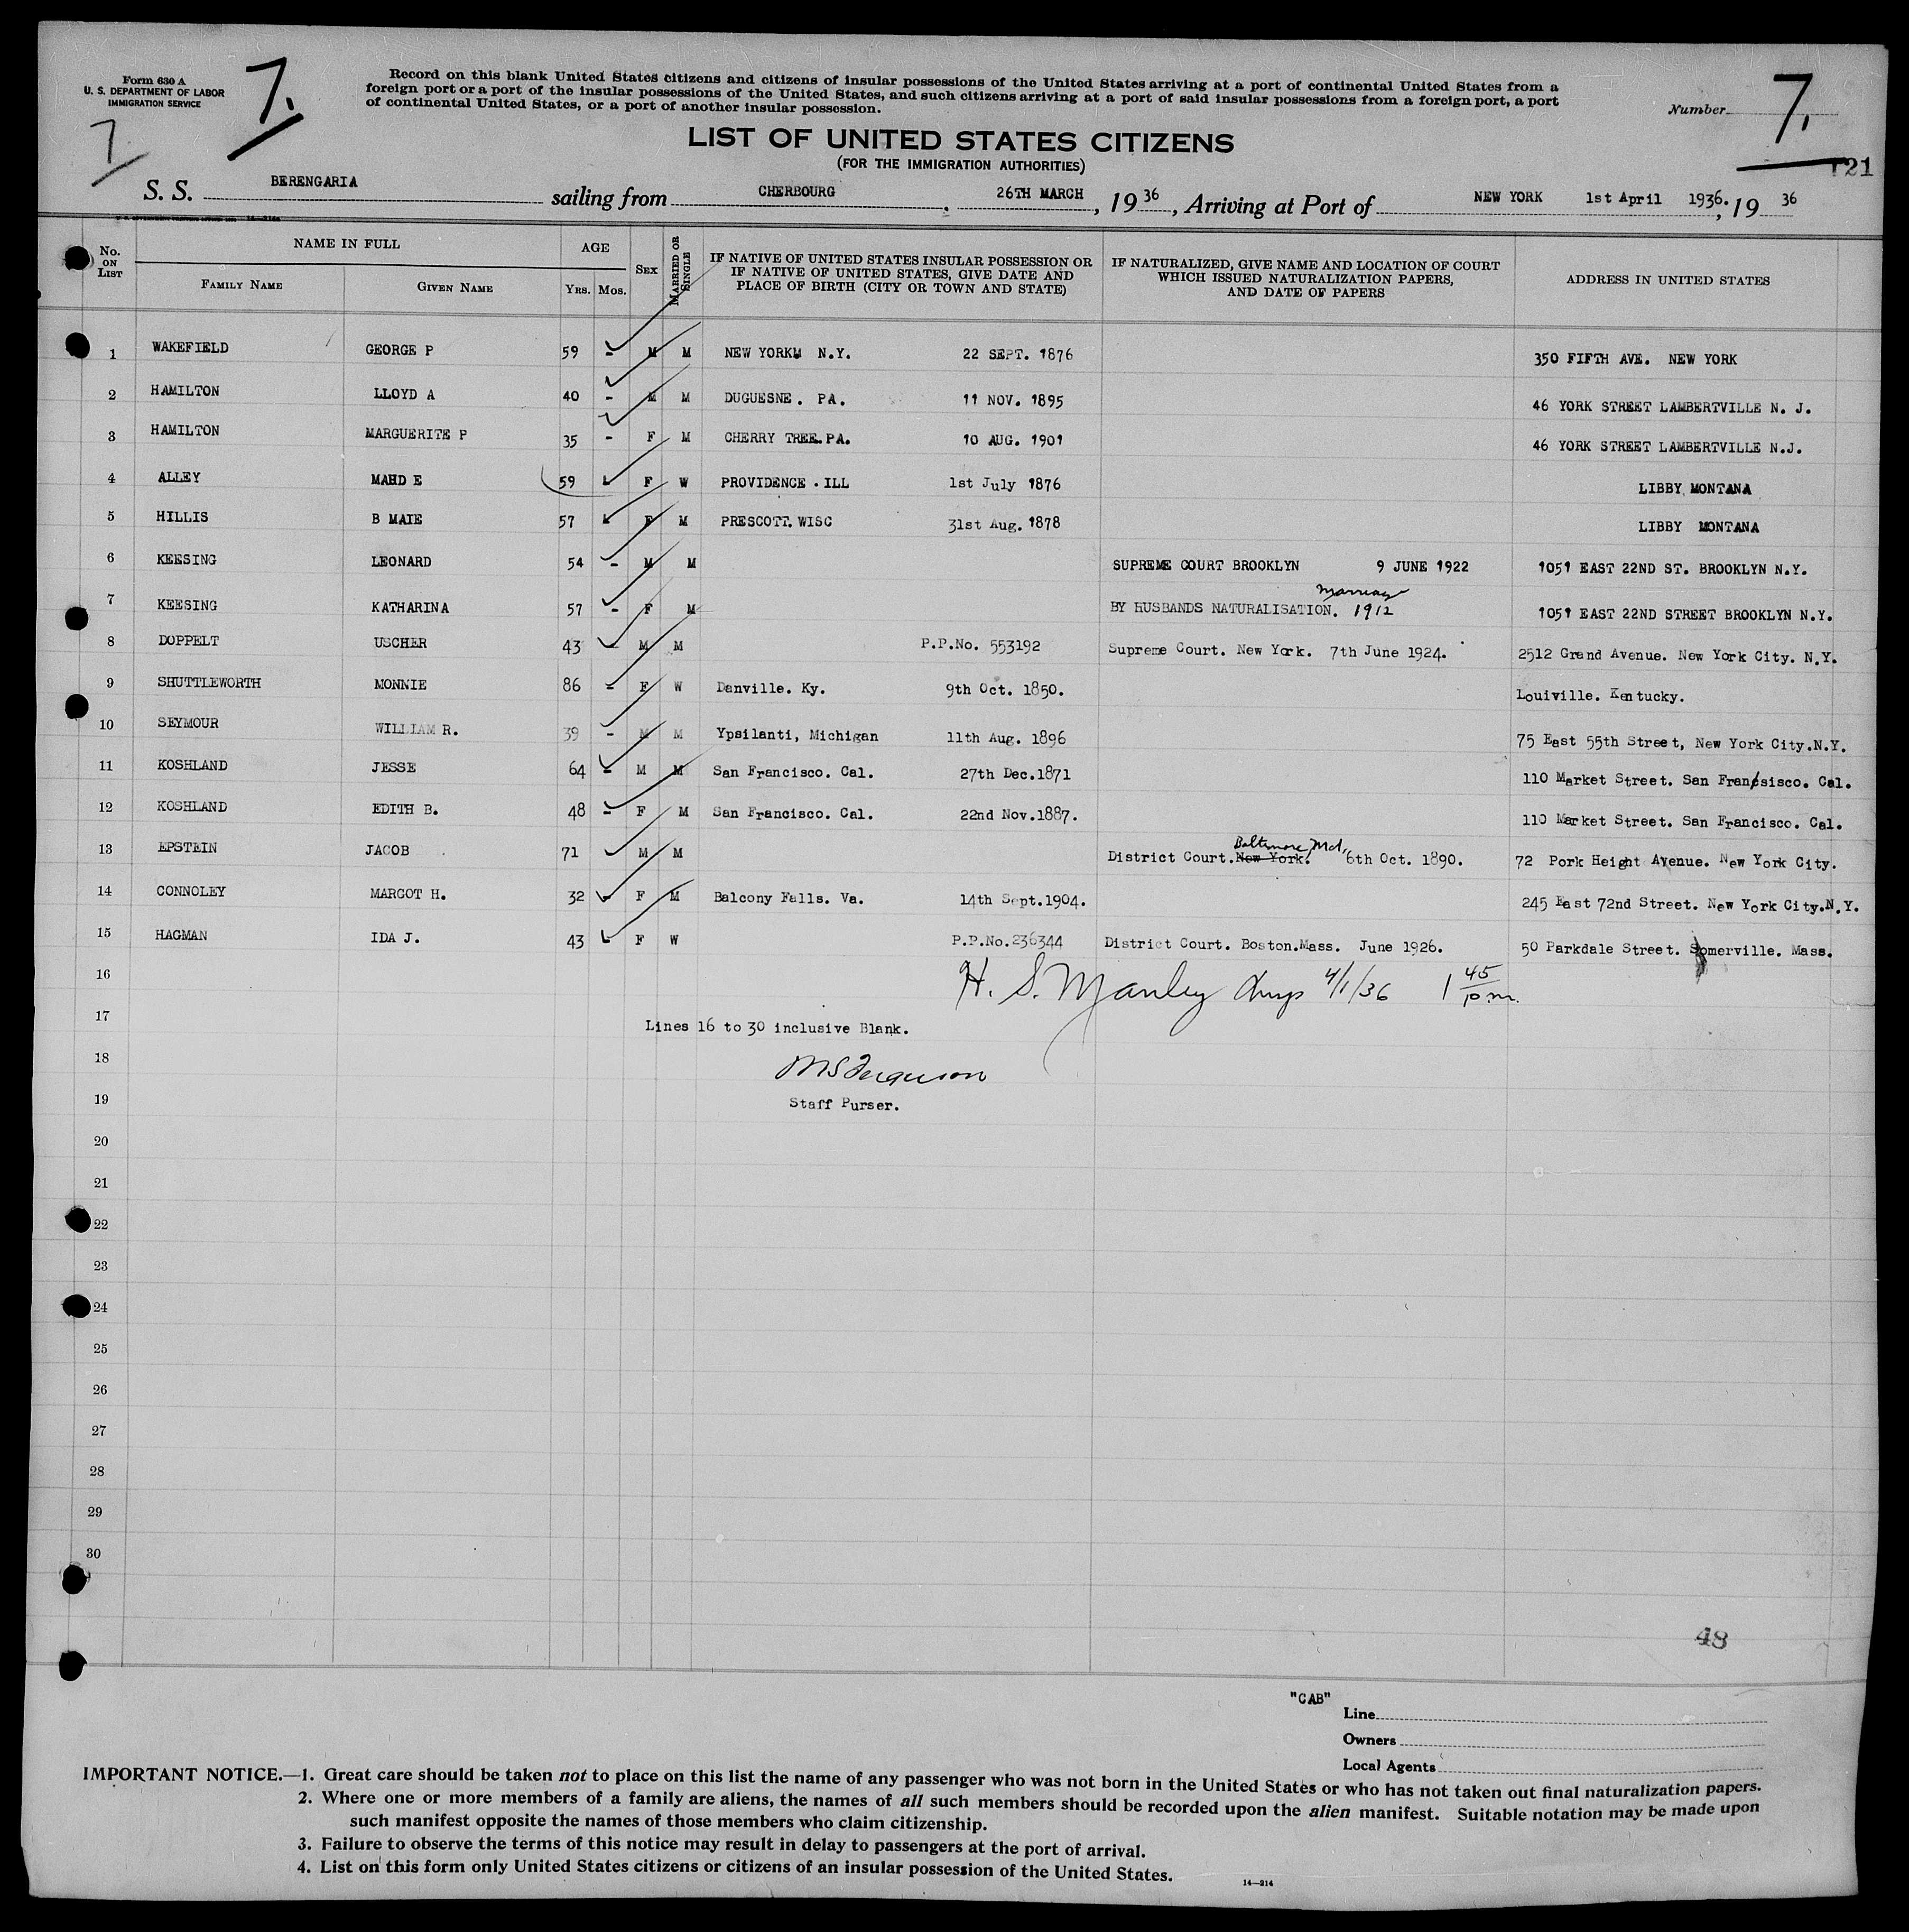 Form 630 A
U. S. DEPARTMENT OF LABOR
IMMIGRATION SERVICE
7.
7
Record on this blank United States citizens and citizens of insular possessions of the United States arriving at a port of continental United States from a
foreign port or a port of the insular possessions of the United States, and such citizens arriving at a port of said insular possessions from a foreign port, a port
of continental United States, or a port of another insular possession.
Number 7.
LIST OF UNITED STATES CITIZENS
(FOR THE IMMIGRATION AUTHORITIES)
121
S. S. BERENGARIA sailing from CHERBOURG, 26TH MARCH, 19 36, Arriving at Port of NEW YORK 1st April 1936., 19 36
No. ON LIST NAME IN FULL FAMILY NAME GIVEN NAME AGE YRS. MOS. SEX MARRIED OR SINGLE IF NATIVE OF UNITED STATES INSULAR POSSESSION OR IF NATIVE OF UNITED STATES, GIVE DATE AND PLACE OF BIRTH (CITY OR TOWN AND STATE) IF NATURALIZED, GIVE NAME AND LOCATION OF COURT WHICH ISSUED NATURALIZATION PAPERS, AND DATE OF PAPERS ADDRESS IN UNITED STATES
1 WAKEFIELD GEORGE P 59 - M M NEW YORK N.Y. 22 SEPT. 1876 350 FIFTH AVE. NEW YORK
2 HAMILTON LLOYD A 40 - M M DUGUESNE. PA. 11 NOV. 1895 46 YORK STREET LAMBERTVILLE N. J.
3 HAMILTON MARGUERITE P 35 - F M CHERRY TREE.PA. 10 AUG. 1901 46 YORK STREET LAMBERTVILLE N.J.
4 ALLEY MAHD E 59 F W PROVIDENCE . ILL 1st July 1876 LIBBY MONTANA
5 HILLIS B MAIE 57 F M PRESCOTT. WISC 31st Aug. 1878 LIBBY MONTANA
6 KEESING LEONARD 54 - M M SUPREME COURT BROOKLYN 9 JUNE 1922 1051 EAST 22ND ST. BROOKLYN N.Y.
7 KEESING KATHARINA 57 - F M BY HUSBANDS NATURALISATION. marriage 1912 1051 EAST 22ND STREET BROOKLYN N.Y.
8 DOPPELT USCHER 43 M M P.P.No. 553192 Supreme Court. New York. 7th June 1924. 2512 Grand Avenue. New York City. N.Y.
9 SHUTTLEWORTH MONNIE 86 - F W Danville. Ky. 9th Oct. 1850. Louiville. Kentucky.
10 SEYMOUR WILLIAM R. 39 - M M Ypsilanti, Michigan 11th Aug. 1896 75 East 55th Street, New York City.N.Y.
11 KOSHLAND JESSE 64 - M M San Francisco. Cal. 27th Dec.1871 110 Market Street. San Fransisco. Cal.
12 KOSHLAND EDITH B. 48 - F M San Francisco. Cal. 22nd Nov.1887. 110 Market Street. San Francisco. Cal.
13 EPSTEIN JACOB 71 M M District Court. New York. Baltimore, Md., 6th Oct. 1890. 72 Pork Height Avenue. New York City.
14 CONNOLEY MARGOT H. 32 - F M Balcony Falls. Va. 14th Sept.1904. 245 East 72nd Street. New York City.N.Y.
15 HAGMAN IDA J. 43 F W P.P.No.236344 District Court. Boston.Mass. June 1926. 50 Parkdale Street. Somerville. Mass.
16 H. S. Manley 4/1/36 1 45 p.m.
17 Lines 16 to 30 inclusive Blank.
18 MSFerguson
19 Staff Purser.
20
21
22
23
24
25
26
27
28
29
30
48
"CAB"
Line
Owners
Local Agents
IMPORTANT NOTICE.—1. Great care should be taken not to place on this list the name of any passenger who was not born in the United States or who has not taken out final naturalization papers.
2. Where one or more members of a family are aliens, the names of all such members should be recorded upon the alien manifest. Suitable notation may be made upon
such manifest opposite the names of those members who claim citizenship.
3. Failure to observe the terms of this notice may result in delay to passengers at the port of arrival.
4. List on this form only United States citizens or citizens of an insular possession of the United States.
14—214